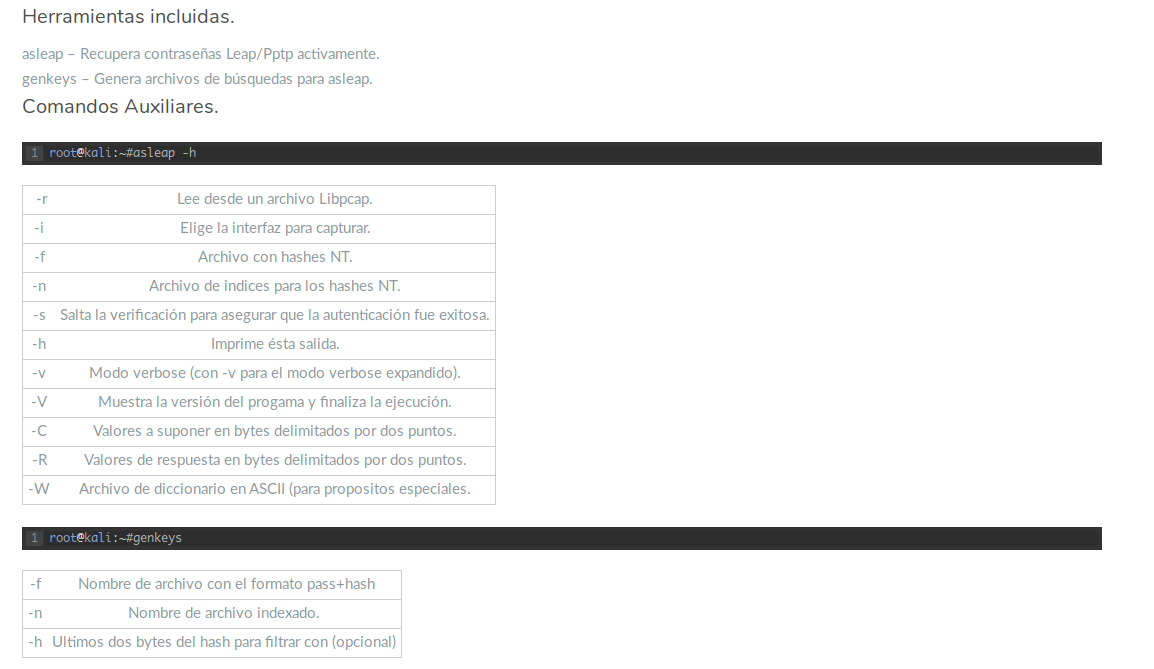 Herramientas incluidas.
asleap – Recupera contraseñas Leap/Pptp activamente.
genkeys – Genera archivos de búsquedas para asleap.
Comandos Auxiliares.
1 root@kali:~#asleap -h
-r Lee desde un archivo Libpcap.
-i Elige la interfaz para capturar.
-f Archivo con hashes NT.
-n Archivo de indices para los hashes NT.
-s Salta la verificación para asegurar que la autenticación fue exitosa.
-h Imprime ésta salida.
-v Modo verbose (con -v para el modo verbose expandido).
-V Muestra la versión del progama y finaliza la ejecución.
-C Valores a suponer en bytes delimitados por dos puntos.
-R Valores de respuesta en bytes delimitados por dos puntos.
-W Archivo de diccionario en ASCII (para propositos especiales.
1 root@kali:~#genkeys
-f Nombre de archivo con el formato pass+hash
-n Nombre de archivo indexado.
-h Ultimos dos bytes del hash para filtrar con (opcional)